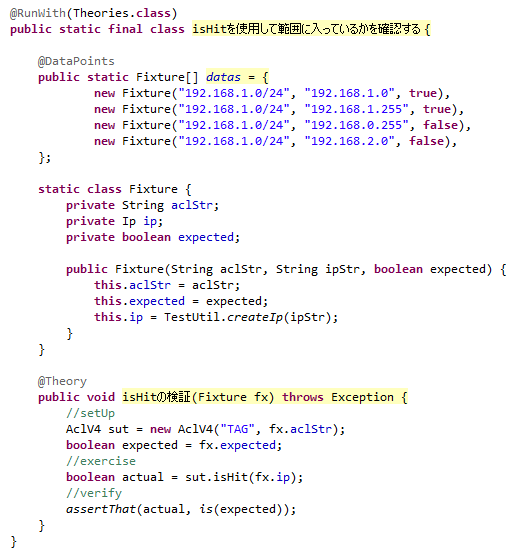 @RunWith(Theories.class)
public static final class isHitを使用して範囲に入っているかを確認する {
@DataPoints
public static Fixture[] datas = {
new Fixture("192.168.1.0/24", "192.168.1.0", true),
new Fixture("192.168.1.0/24", "192.168.1.255", true),
new Fixture("192.168.1.0/24", "192.168.0.255", false),
new Fixture("192.168.1.0/24", "192.168.2.0", false),
};
static class Fixture {
private String aclStr;
private Ip ip;
private boolean expected;
public Fixture(String aclStr, String ipStr, boolean expected) {
this.aclStr = aclStr;
this.expected = expected;
this.ip = TestUtil.createIp(ipStr);
}
}
@Theory
public void isHitの検証(Fixture fx) throws Exception {
//setUp
AclV4 sut = new AclV4("TAG", fx.aclStr);
boolean expected = fx.expected;
//exercise
boolean actual = sut.isHit(fx.ip);
//verify
assertThat(actual, is(expected));
}
}